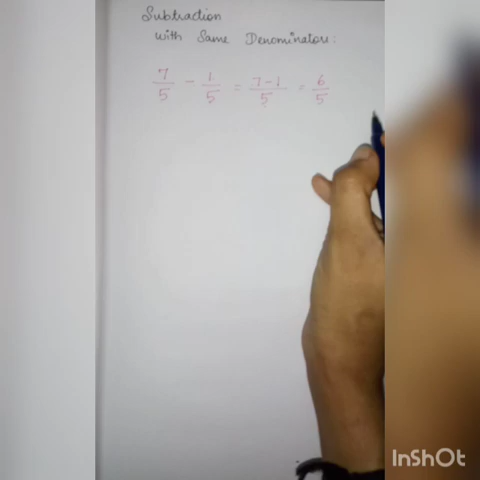 Subtraction
with Same Denominators:
7/5 - 1/5 = 7-1/5 = 6/5
InShOt